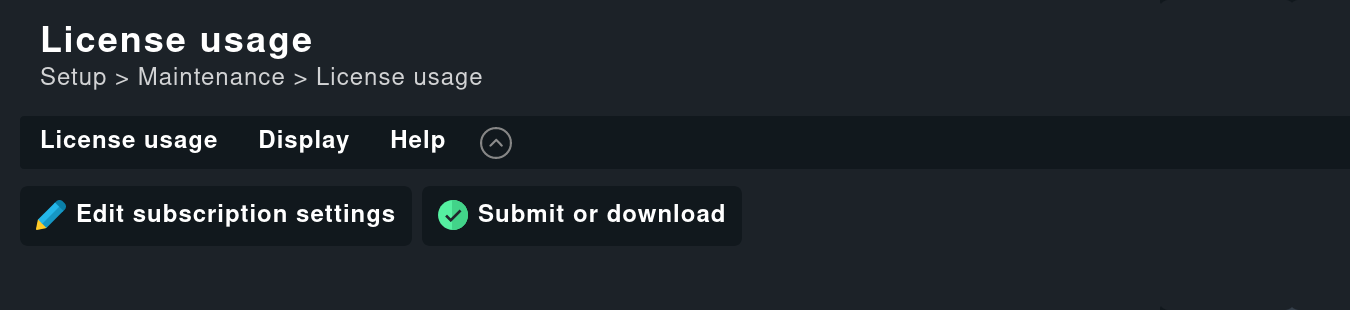 License usage
Setup > Maintenance > License usage
License usage Display Help
Edit subscription settings Submit or download